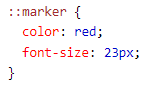 ::marker {
  color: red;
  font-size: 23px;
}